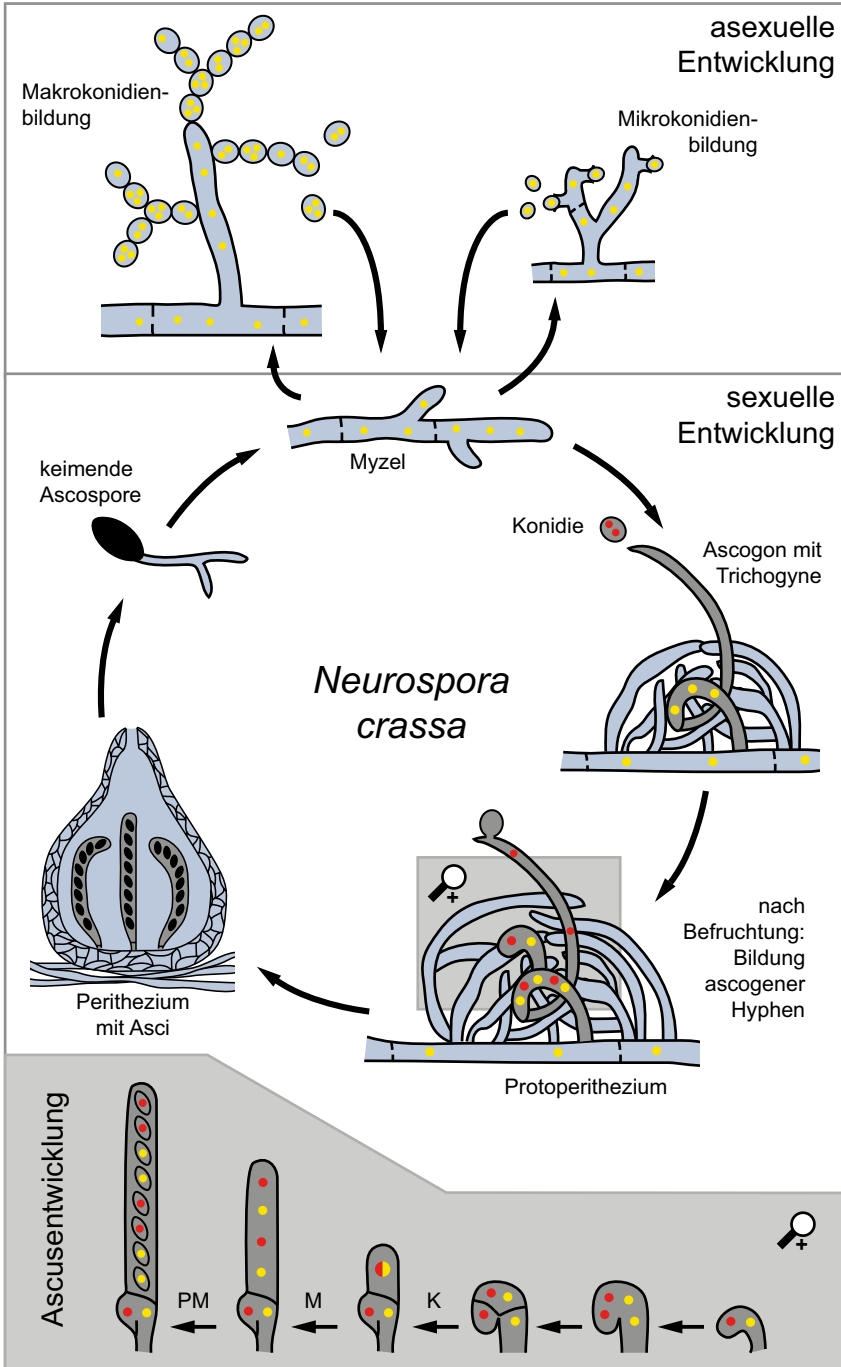 asexuelle
Entwicklung
Makrokonidien-
bildung
Mikrokonidien-
bildung
sexuelle
Entwicklung
Myzel
keimende
Ascospore
Konidie
Ascogon mit
Trichogyne
Neurospora
crassa
+
nach
Befruchtung:
Bildung
ascogener
Hyphen
Perithezium
mit Asci
Protoperithezium
Ascusentwicklung
+
PM
M
K